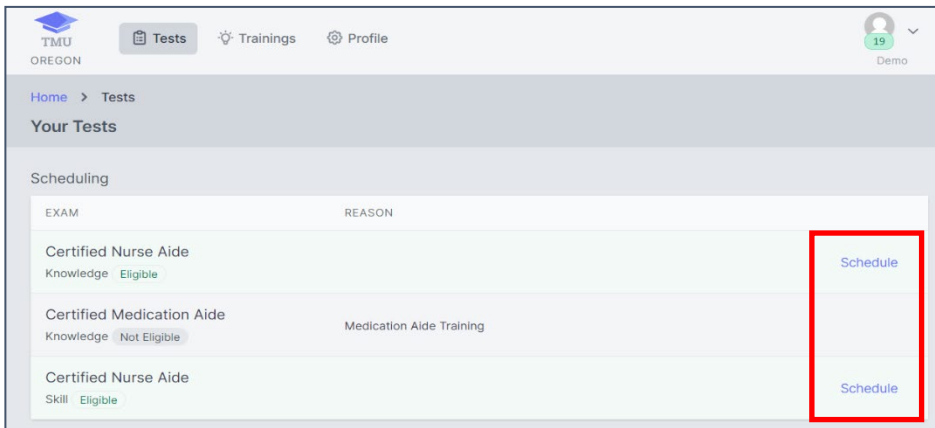 TMU
OREGON
Tests
Trainings
Profile
19
Demo
Home > Tests
Your Tests
Scheduling
EXAM REASON
Certified Nurse Aide
Knowledge Eligible
Schedule
Certified Medication Aide
Knowledge Not Eligible
Medication Aide Training
Certified Nurse Aide
Skill Eligible
Schedule